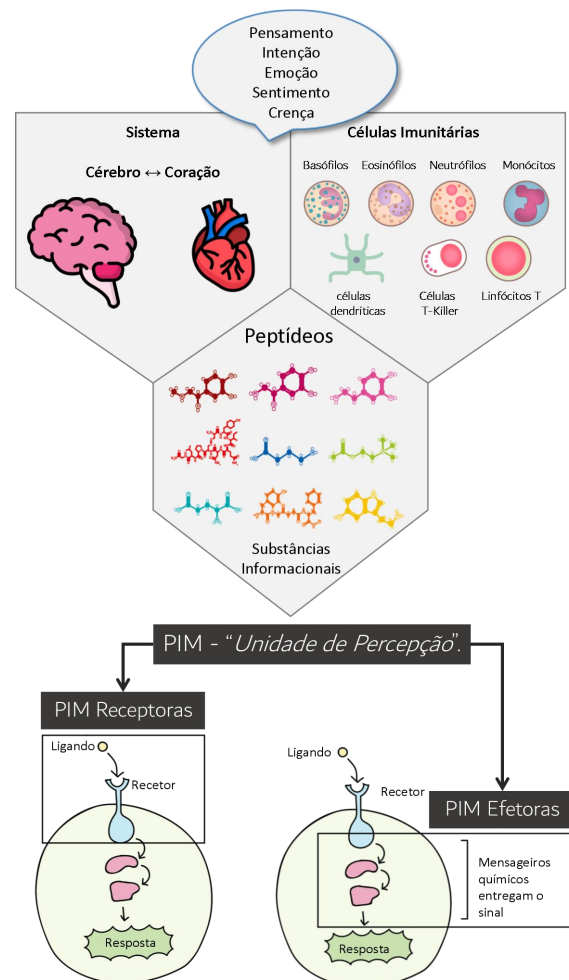 Pensamento
Intenção
Emoção
Sentimento
Crença
Sistema
Cérebro ↔ Coração
Células Imunitárias
Basófilos Eosinófilos Neutrófilos Monócitos
células
dendríticas
Células
T-Killer
Linfócitos T
Peptídeos
Substâncias
Informacionais
PIM - “Unidade de Percepção”.
PIM Receptoras
Ligando
Recetor
Resposta
Ligando
Recetor
PIM Efetoras
Mensageiros
químicos
entregam o
sinal
Resposta